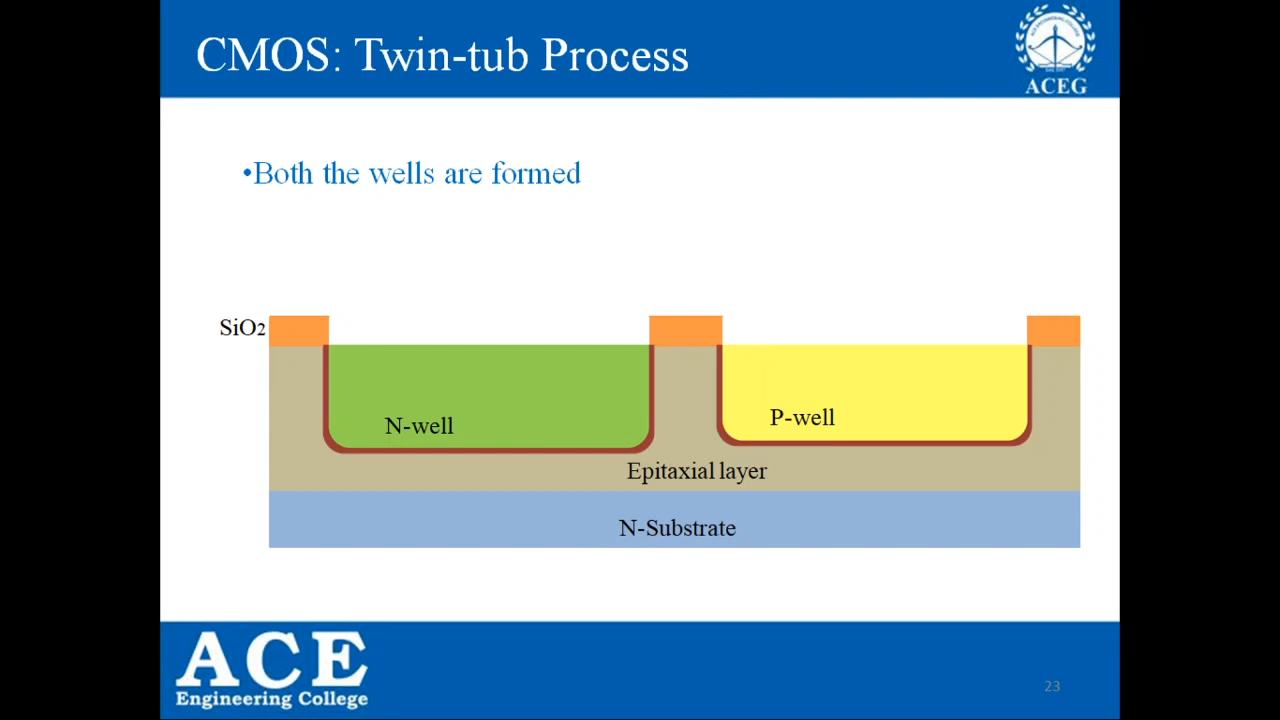 CMOS: Twin-tub Process
ACEG
•Both the wells are formed
SiO2
N-well
P-well
Epitaxial layer
N-Substrate
ACE
Engineering College
23